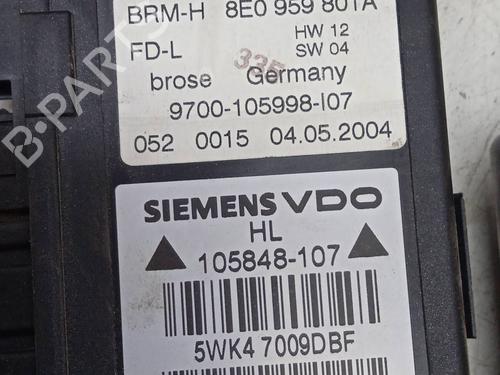 BRM-H 8E0 959 801A
FD-L HW 12
SW 04
335
brose Germany
9700-105998-I07
052 0015 04.05.2004
SIEMENS VDO
HL
105848-107
5WK4 7009DBF
B-PARTS